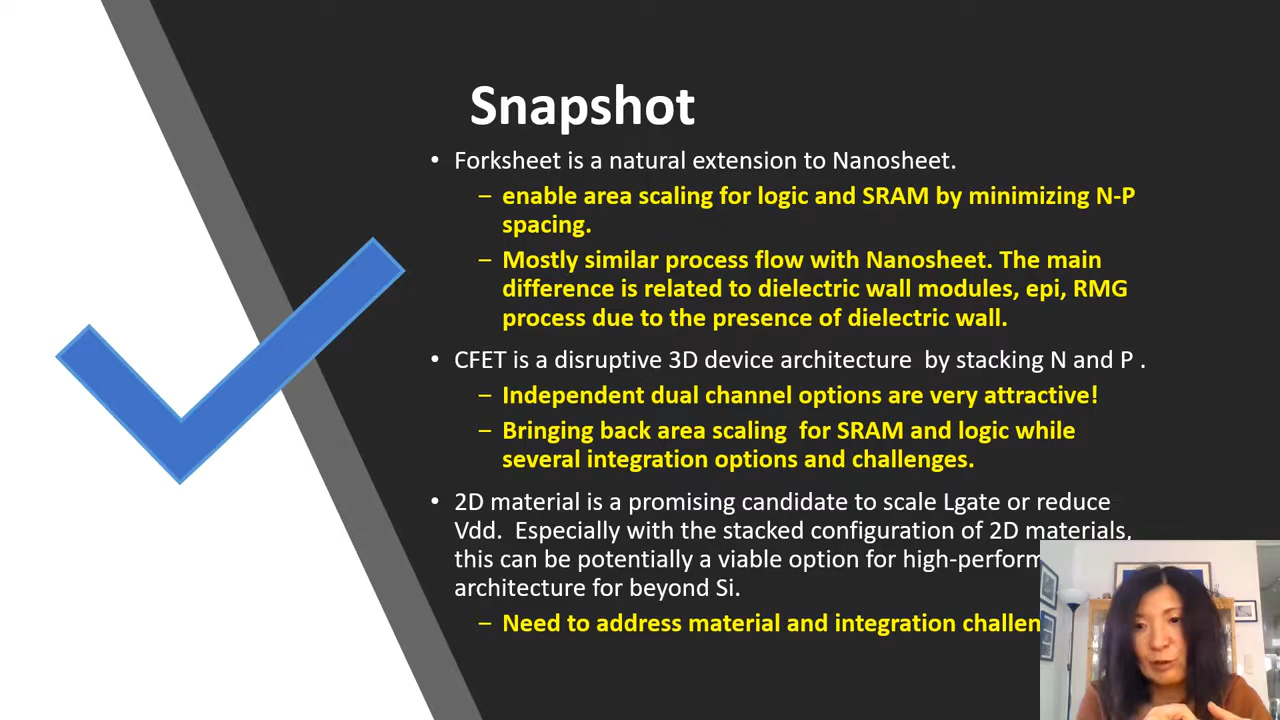 Snapshot
• Forksheet is a natural extension to Nanosheet.
– enable area scaling for logic and SRAM by minimizing N-P
spacing.
– Mostly similar process flow with Nanosheet. The main
difference is related to dielectric wall modules, epi, RMG
process due to the presence of dielectric wall.
• CFET is a disruptive 3D device architecture  by stacking N and P .
– Independent dual channel options are very attractive!
– Bringing back area scaling  for SRAM and logic while
several integration options and challenges.
• 2D material is a promising candidate to scale Lgate or reduce
Vdd.  Especially with the stacked configuration of 2D materials,
this can be potentially a viable option for
architecture for beyond Si.
– Need to address material and integration